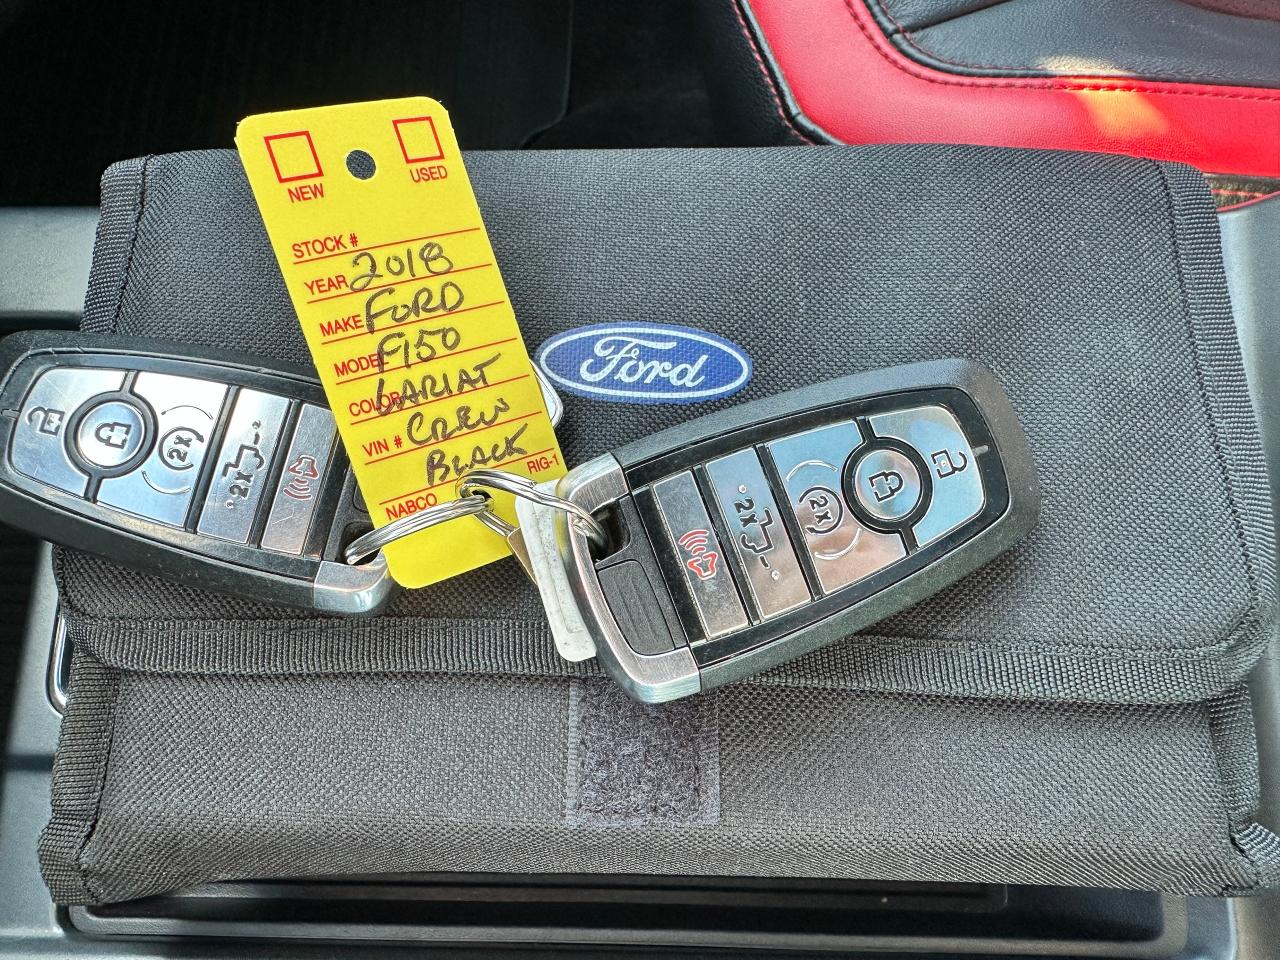 NEW
USED
STOCK #
YEAR 2018
MAKE FORD
MODEL F150
COLOR LARIAT
VIN # CREW
BLACK
NABCO
RIG-1
Ford
2x
2x
2x
2x